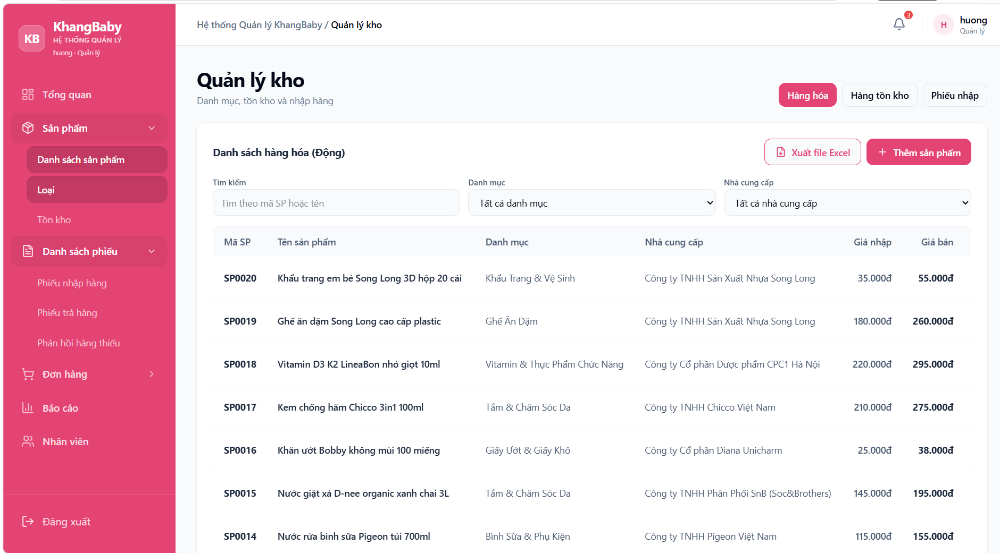 KB
KhangBaby
HỆ THỐNG QUẢN LÝ
huong · Quản lý
Tổng quan
Sản phẩm
Danh sách sản phẩm
Loại
Tồn kho
Danh sách phiếu
Phiếu nhập hàng
Phiếu trả hàng
Phản hồi hàng thiếu
Đơn hàng
Báo cáo
Nhân viên
Đăng xuất
Hệ thống Quản lý KhangBaby / Quản lý kho
3
H
huong
Quản lý
Quản lý kho
Danh mục, tồn kho và nhập hàng
Hàng hóa
Hàng tồn kho
Phiếu nhập
Danh sách hàng hóa (Động)
Xuất file Excel
+ Thêm sản phẩm
Tìm kiếm
Danh mục
Nhà cung cấp
Tìm theo mã SP hoặc tên
Tất cả danh mục
Tất cả nhà cung cấp
Mã SP Tên sản phẩm Danh mục Nhà cung cấp Giá nhập Giá bán
SP0020 Khẩu trang em bé Song Long 3D hộp 20 cái Khẩu Trang & Vệ Sinh Công ty TNHH Sản Xuất Nhựa Song Long 35.000đ 55.000đ
SP0019 Ghế ăn dặm Song Long cao cấp plastic Ghế Ăn Dặm Công ty TNHH Sản Xuất Nhựa Song Long 180.000đ 260.000đ
SP0018 Vitamin D3 K2 LineaBon nhỏ giọt 10ml Vitamin & Thực Phẩm Chức Năng Công ty Cổ phần Dược phẩm CPC1 Hà Nội 220.000đ 295.000đ
SP0017 Kem chống hăm Chicco 3in1 100ml Tắm & Chăm Sóc Da Công ty TNHH Chicco Việt Nam 210.000đ 275.000đ
SP0016 Khăn ướt Bobby không mùi 100 miếng Giấy Ướt & Giấy Khô Công ty Cổ phần Diana Unicharm 25.000đ 38.000đ
SP0015 Nước giặt xả D-nee organic xanh chai 3L Tắm & Chăm Sóc Da Công ty TNHH Phân Phối SnB (Soc&Brothers) 145.000đ 195.000đ
SP0014 Nước rửa bình sữa Pigeon túi 700ml Bình Sữa & Phụ Kiện Công ty TNHH Pigeon Việt Nam 115.000đ 155.000đ